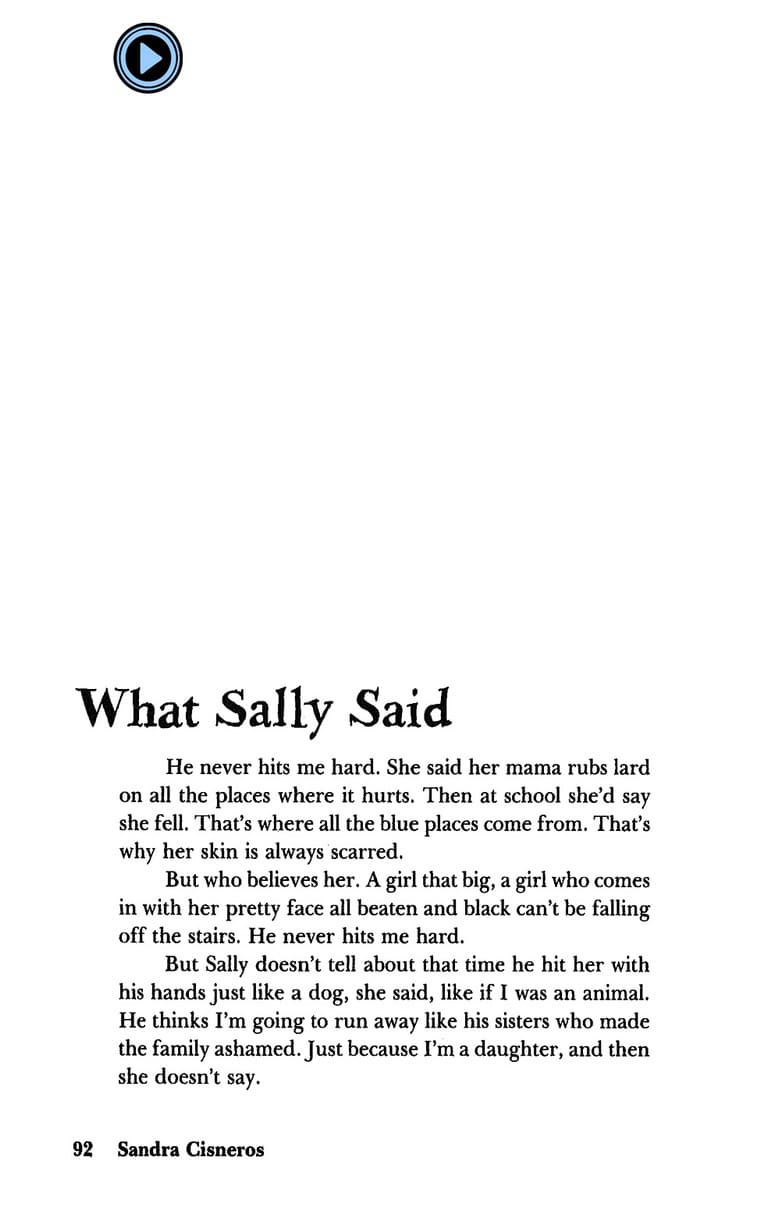 What Sally Said
He never hits me hard. She said her mama rubs lard
on all the places where it hurts. Then at school she'd say
she fell. That's where all the blue places come from. That's
why her skin is always scarred.
But who believes her. A girl that big, a girl who comes
in with her pretty face all beaten and black can't be falling
off the stairs. He never hits me hard.
But Sally doesn't tell about that time he hit her with
his hands just like a dog, she said, like if I was an animal.
He thinks I'm going to run away like his sisters who made
the family ashamed. Just because I'm a daughter, and then
she doesn't say.
92 Sandra Cisneros